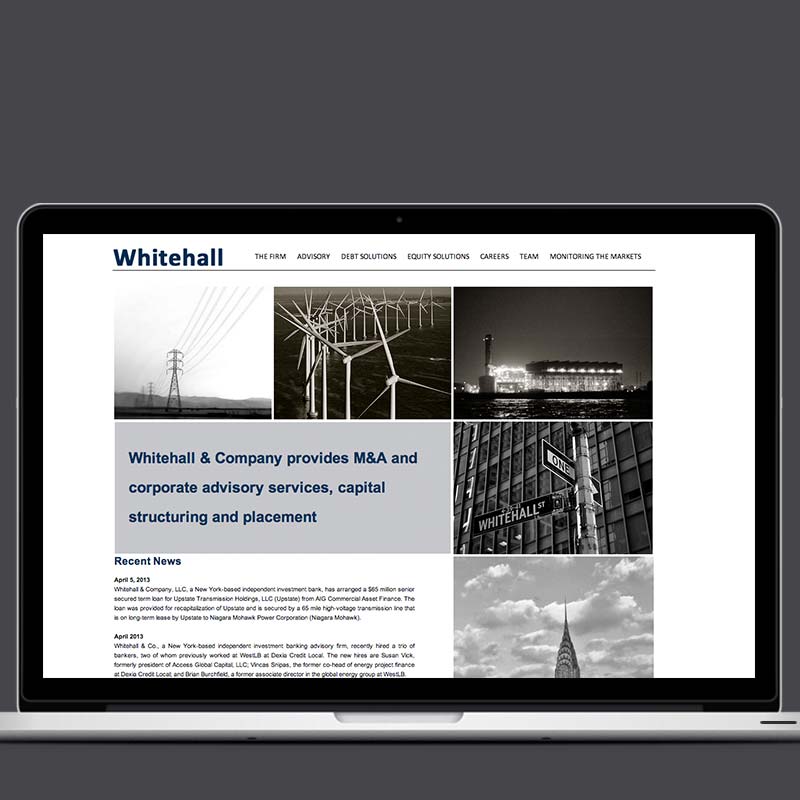 Whitehall
THE FIRM ADVISORY DEBT SOLUTIONS EQUITY SOLUTIONS CAREERS TEAM MONITORING THE MARKETS
Whitehall & Company provides M&A and
corporate advisory services, capital
structuring and placement
ONE
WHITEHALL ST
Recent News
April 5, 2013
Whitehall & Company, LLC, a New York-based independent investment bank, has arranged a $65 million senior
secured term loan for Upstate Transmission Holdings, LLC (Upstate) from AIG Commercial Asset Finance. The
loan was provided for recapitalization of Upstate and is secured by a 65 mile high-voltage transmission line that
is on long-term lease by Upstate to Niagara Mohawk Power Corporation (Niagara Mohawk).
April 2013
Whitehall & Co., a New York-based independent investment banking advisory firm, recently hired a trio of
bankers, two of whom previously worked at WestLB at Dexia Credit Local. The new hires are Susan Vick,
formerly president of Access Global Capital, LLC; Vincas Snipas, the former co-head of energy project finance
at Dexia Credit Local; and Brian Burchfield, a former associate director in the global energy group at WestLB.